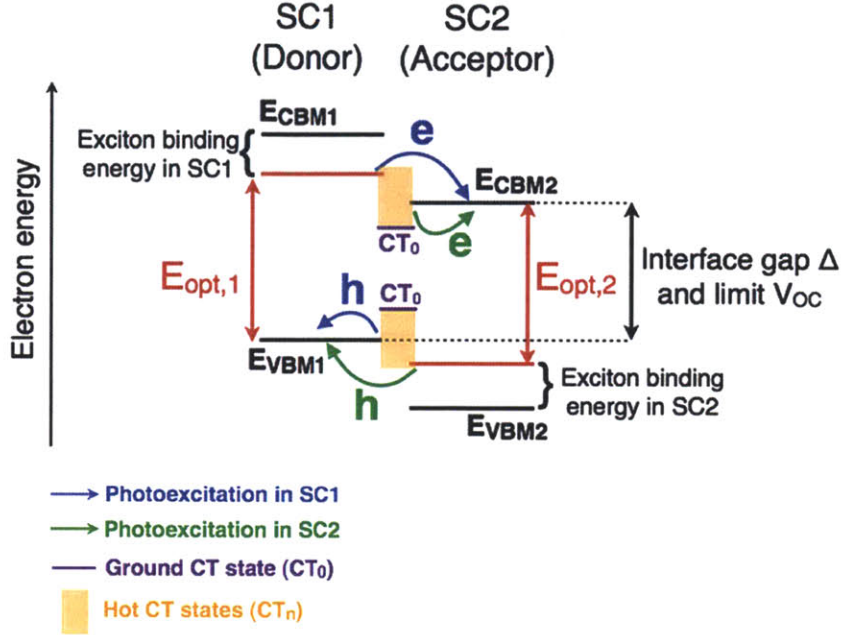 SC1
(Donor)
SC2
(Acceptor)
Electron energy
ECBM1
Exciton binding
energy in SC1
e
ECBM2
CT0
e
Eopt,1
h
CT0
Eopt,2
Interface gap Δ
and limit VOC
EVBM1
h
Exciton binding
energy in SC2
EVBM2
Photoexcitation in SC1
Photoexcitation in SC2
Ground CT state (CT0)
Hot CT states (CTn)